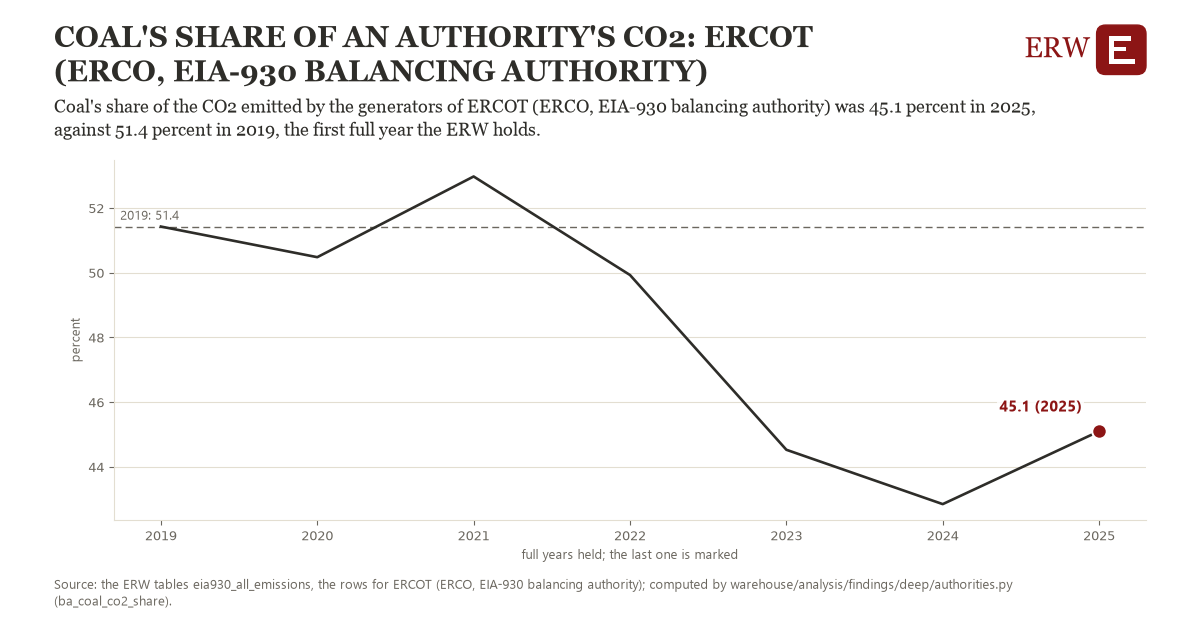 COAL'S SHARE OF AN AUTHORITY'S CO2: ERCOT
(ERCO, EIA-930 BALANCING AUTHORITY)
ERW E
Coal's share of the CO2 emitted by the generators of ERCOT (ERCO, EIA-930 balancing authority) was 45.1 percent in 2025,
against 51.4 percent in 2019, the first full year the ERW holds.
52
50
48
46
44
percent
2019: 51.4
45.1 (2025)
2019 2020 2021 2022 2023 2024 2025
full years held; the last one is marked
Source: the ERW tables eia930_all_emissions, the rows for ERCOT (ERCO, EIA-930 balancing authority); computed by warehouse/analysis/findings/deep/authorities.py
(ba_coal_co2_share).